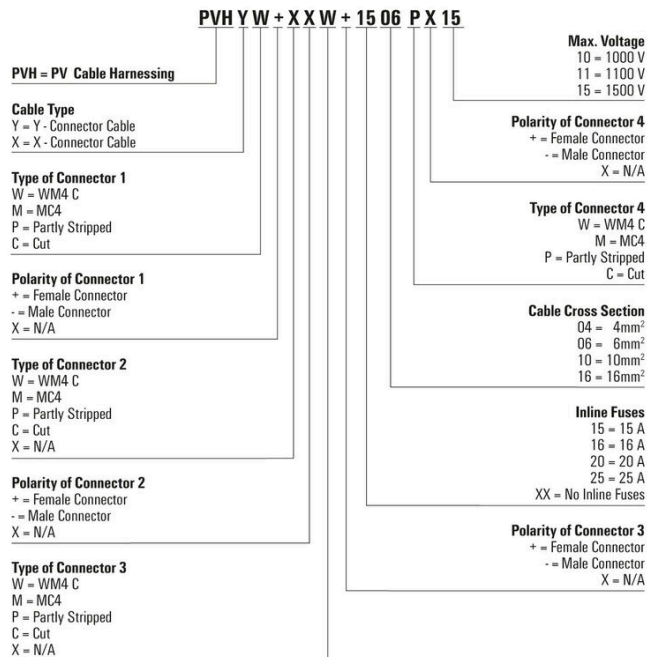 PVH Y W + X X W + 15 06 P X 15
PVH = PV Cable Harnessing
Cable Type
Y = Y - Connector Cable
X = X - Connector Cable
Type of Connector 1
W = WM4 C
M = MC4
P = Partly Stripped
C = Cut
Polarity of Connector 1
+ = Female Connector
- = Male Connector
X = N/A
Type of Connector 2
W = WM4 C
M = MC4
P = Partly Stripped
C = Cut
X = N/A
Polarity of Connector 2
+ = Female Connector
- = Male Connector
X = N/A
Type of Connector 3
W = WM4 C
M = MC4
P = Partly Stripped
C = Cut
X = N/A
Max. Voltage
10 = 1000 V
11 = 1100 V
15 = 1500 V
Polarity of Connector 4
+ = Female Connector
- = Male Connector
X = N/A
Type of Connector 4
W = WM4 C
M = MC4
P = Partly Stripped
C = Cut
Cable Cross Section
04 = 4mm²
06 = 6mm²
10 = 10mm²
16 = 16mm²
Inline Fuses
15 = 15 A
16 = 16 A
20 = 20 A
25 = 25 A
XX = No Inline Fuses
Polarity of Connector 3
+ = Female Connector
- = Male Connector
X = N/A